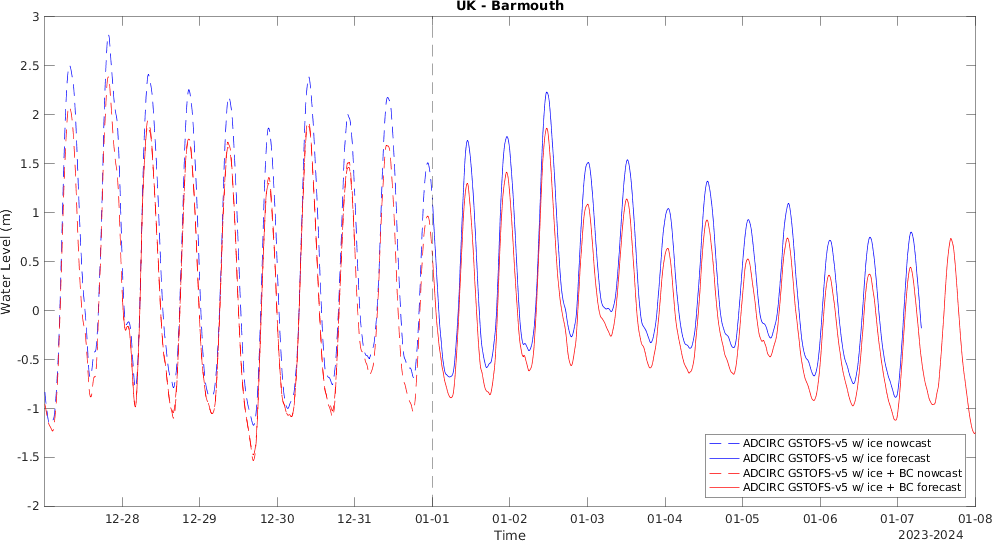 UK - Barmouth
3
2.5
2
1.5
1
0.5
0
-0.5
-1
-1.5
-2
Water Level (m)
12-28 12-29 12-30 12-31 01-01 01-02 01-03 01-04 01-05 01-06 01-07 01-08
Time
2023-2024
ADCIRC GSTOFS-v5 w/ ice nowcast
ADCIRC GSTOFS-v5 w/ ice forecast
ADCIRC GSTOFS-v5 w/ ice + BC nowcast
ADCIRC GSTOFS-v5 w/ ice + BC forecast